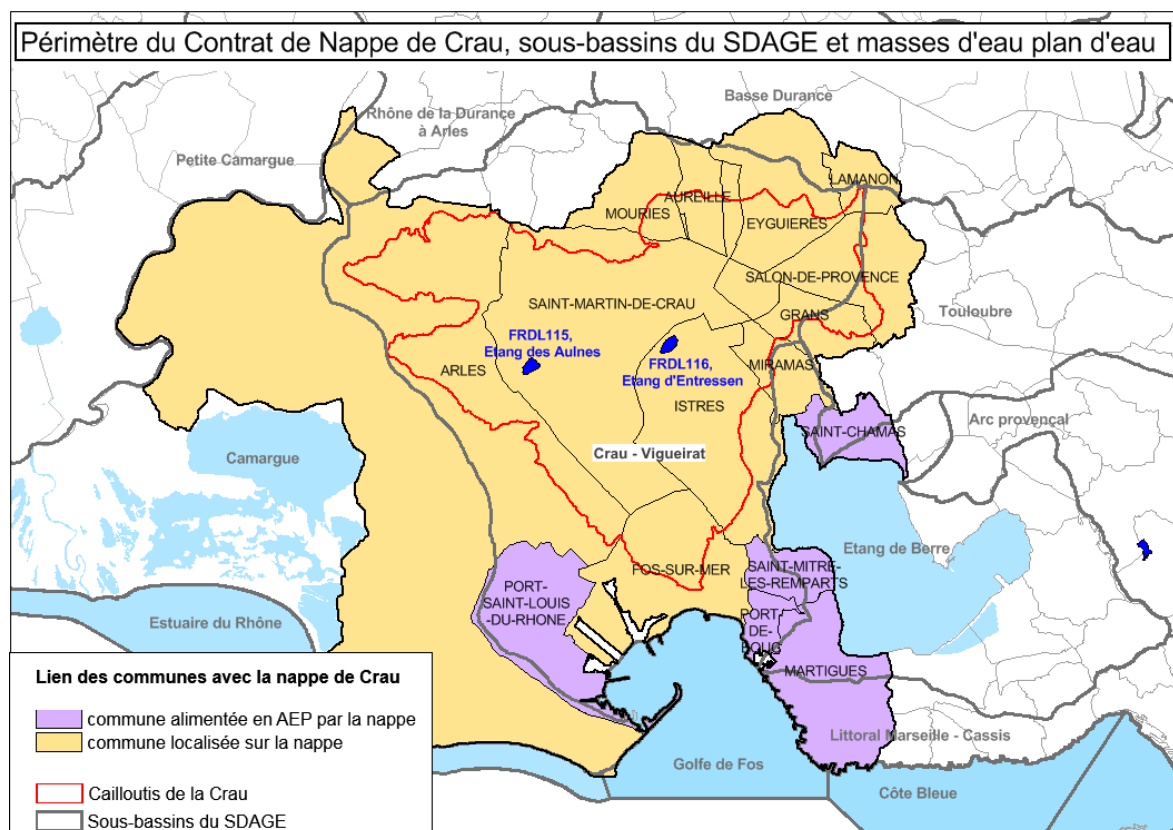 Périmètre du Contrat de Nappe de Crau, sous-bassins du SDAGE et masses d'eau plan d'eau
Basse Durance
Rhône de la Durance
à Arles
Petite Camargue
LAMANON
AUREILLE
MOURIES
EYGUIERES
SALON-DE-PROVENCE
SAINT-MARTIN-DE-CRAU
GRANS
Touloubre
FRDL115,
Etang des Aulnes
FRDL116,
Etang d'Entressen
MIRAMAS
ARLES
ISTRES
SAINT-CHAMAS
Arc provençal
Crau - Vigueirat
Camargue
Etang de Berre
FOS-SUR-MER
SAINT-MITRE-
LES-REMPARTS
PORT-
SAINT-LOUIS
-DU-RHONE
PORT-
DE-
BOUC
Estuaire du Rhône
MARTIGUES
Littoral Marseille - Cassis
Golfe de Fos
Côte Bleue
Lien des communes avec la nappe de Crau
commune alimentée en AEP par la nappe
commune localisée sur la nappe
Cailloutis de la Crau
Sous-bassins du SDAGE